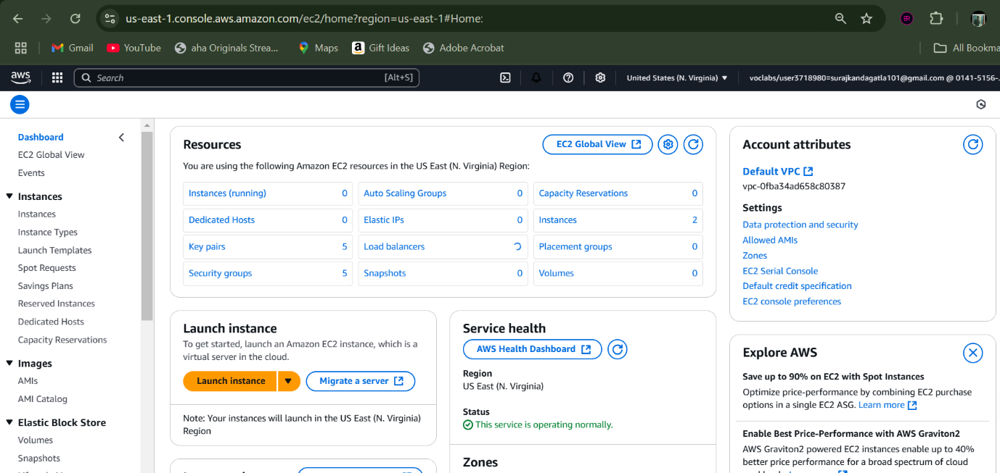 us-east-1.console.aws.amazon.com/ec2/home?region=us-east-1#Home:
Gmail
YouTube
aha Originals Strea...
Maps
Gift Ideas
Adobe Acrobat
All Bookma
aws
Search
[Alt+S]
United States (N. Virginia)
voclabs/user3718980=surajkandagatla101@gmail.com @ 0141-5156-...
Dashboard
EC2 Global View
Events
Instances
Instances
Instance Types
Launch Templates
Spot Requests
Savings Plans
Reserved Instances
Dedicated Hosts
Capacity Reservations
Images
AMIs
AMI Catalog
Elastic Block Store
Volumes
Snapshots
Resources
EC2 Global View
You are using the following Amazon EC2 resources in the US East (N. Virginia) Region:
Instances (running) 0
Auto Scaling Groups 0
Capacity Reservations 0
Dedicated Hosts 0
Elastic IPs 0
Instances 2
Key pairs 5
Load balancers
Placement groups 0
Security groups 5
Snapshots 0
Volumes 0
Launch instance
To get started, launch an Amazon EC2 instance, which is a
virtual server in the cloud.
Launch instance
Migrate a server
Note: Your instances will launch in the US East (N. Virginia)
Region
Service health
AWS Health Dashboard
Region
US East (N. Virginia)
Status
This service is operating normally.
Zones
Account attributes
Default VPC
vpc-0fba34ad658c80387
Settings
Data protection and security
Allowed AMIs
Zones
EC2 Serial Console
Default credit specification
EC2 console preferences
Explore AWS
Save up to 90% on EC2 with Spot Instances
Optimize price-performance by combining EC2 purchase
options in a single EC2 ASG. Learn more
Enable Best Price-Performance with AWS Graviton2
AWS Graviton2 powered EC2 instances enable up to 40%
better price performance for a broad spectrum of cloud